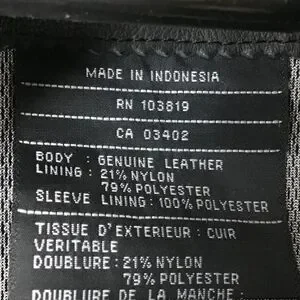 MADE IN INDONESIA
RN 103819
CA 03402
BODY : GENUINE LEATHER
LINING : 21% NYLON
79% POLYESTER
SLEEVE LINING : 100% POLYESTER
TISSUE D'EXTERIEUR : CUIR
VERITABLE
DOUBLURE : 21% NYLON
79% POLYESTER
DOUBLURE DE LA MANCHE :